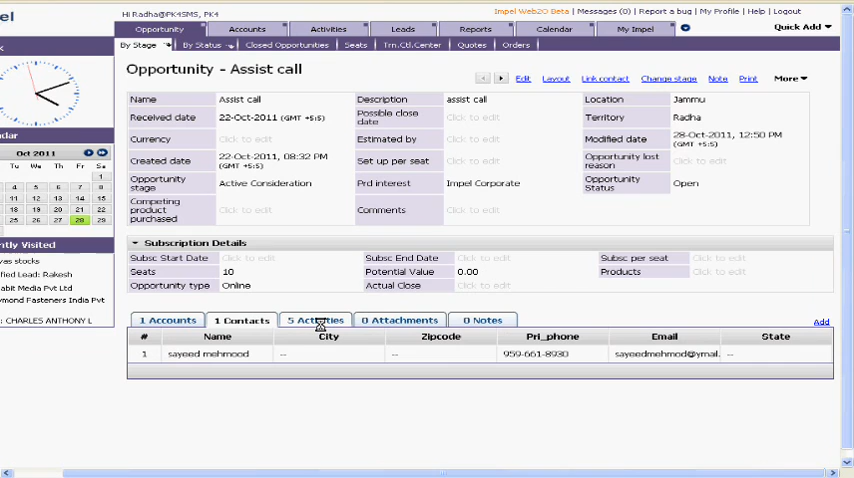 Hi Radha@PK4SMS, PK4
Impel Web2O Beta | Messages (0) | Report a bug | My Profile | Help | Logout
Opportunity Accounts Activities Leads Reports Calendar My Impel Quick Add
By Stage By Status Closed Opportunities Seats Trn.Ctl.Center Quotes Orders
Opportunity - Assist call
Edit Layout Link contact Change stage Note Print More
Name Assist call Description assist call Location Jammu
Received date 22-Oct-2011 (GMT +5:5) Possible close date Click to edit Territory Radha
Currency Click to edit Estimated by Click to edit Modified date 28-Oct-2011, 12:50 PM (GMT +5:5)
Created date 22-Oct-2011, 08:32 PM (GMT +5:5) Set up per seat Click to edit Opportunity lost reason Click to edit
Opportunity stage Active Consideration Prd interest Impel Corporate Opportunity Status Open
Competing product purchased Click to edit Comments Click to edit
Oct 2011
Tu We Th Fr Sa
1
4 5 6 7 8
11 12 13 14 15
18 19 20 21 22
25 26 27 28 29
Subscription Details
Subsc Start Date Click to edit Subsc End Date Click to edit Subsc per seat Click to edit
Seats 10 Potential Value 0.00 Products Click to edit
Opportunity type Online Actual Close Click to edit
ntly Visited
vas stocks
fied Lead: Rakesh
abit Media Pvt Ltd
ymond Fasteners India Pvt
: CHARLES ANTHONY L
1 Accounts 1 Contacts 5 Activities 0 Attachments 0 Notes Add
# Name City Zipcode Pri_phone Email State
1 sayeed mehmood -- -- 959-661-8930 sayeedmehmod@ymail. --